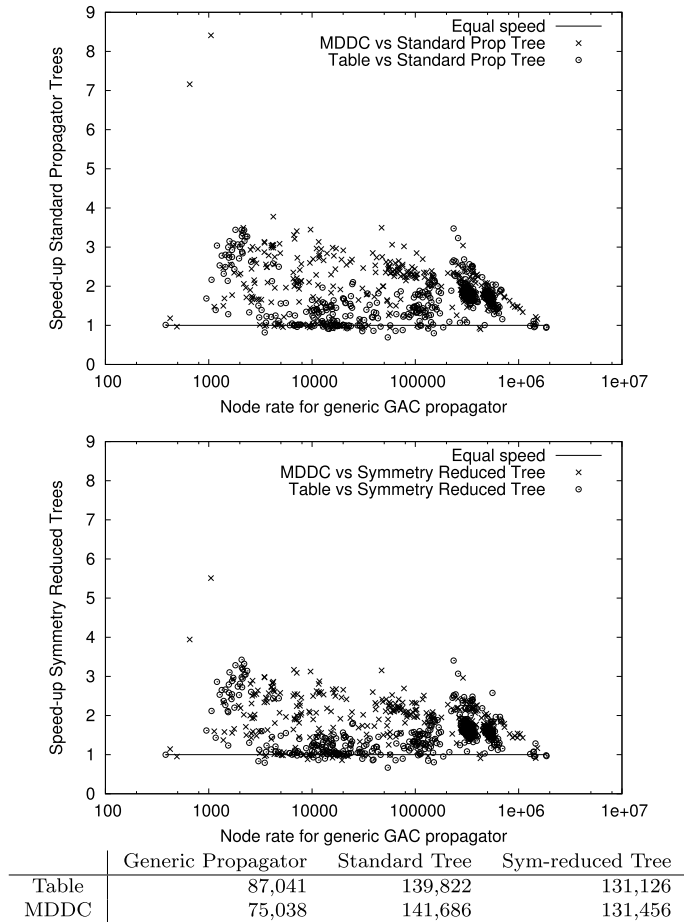 9
8
7
6
5
4
3
2
1
0
Speed-up Standard Propagator Trees
Equal speed
MDDC vs Standard Prop Tree
Table vs Standard Prop Tree
100 1000 10000 100000 1e+06 1e+07
Node rate for generic GAC propagator
9
8
7
6
5
4
3
2
1
0
Speed-up Symmetry Reduced Trees
Equal speed
MDDC vs Symmetry Reduced Tree
Table vs Symmetry Reduced Tree
100 1000 10000 100000 1e+06 1e+07
Node rate for generic GAC propagator
Generic Propagator Standard Tree Sym-reduced Tree
Table 87,041 139,822 131,126
MDDC 75,038 141,686 131,456